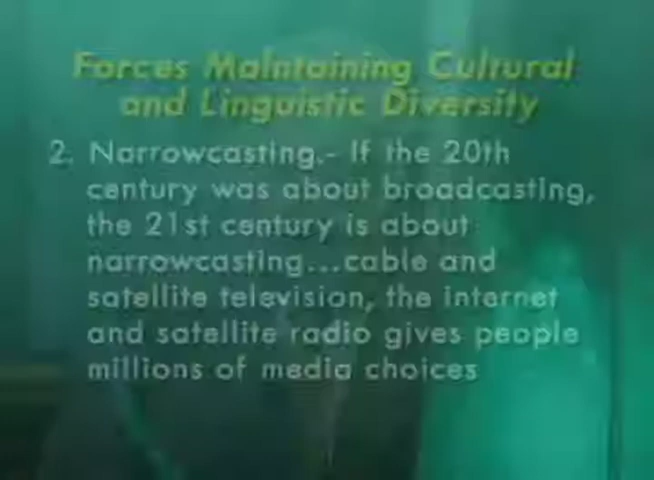 Forces Maintaining Cultural
and Linguistic Diversity
2. Narrowcasting.- If the 20th
century was about broadcasting,
the 21st century is about
narrowcasting...cable and
satellite television, the internet
and satellite radio gives people
millions of media choices